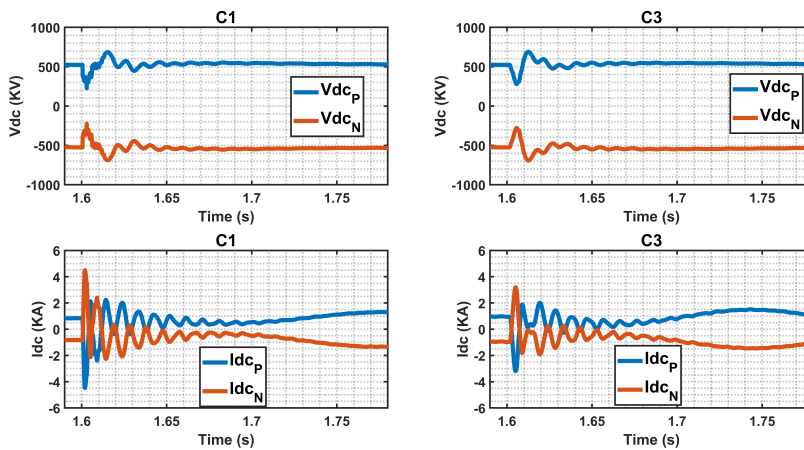 C1
1000
500
0
-500
-1000
Vdc (KV)
Vdc_P
Vdc_N
1.6
1.65
1.7
1.75
Time (s)
C3
1000
500
0
-500
-1000
Vdc (KV)
Vdc_P
Vdc_N
1.6
1.65
1.7
1.75
Time (s)
C1
6
4
2
0
-2
-4
-6
Idc (KA)
Idc_P
Idc_N
1.6
1.65
1.7
1.75
Time (s)
C3
6
4
2
0
-2
-4
-6
Idc (KA)
Idc_P
Idc_N
1.6
1.65
1.7
1.75
Time (s)